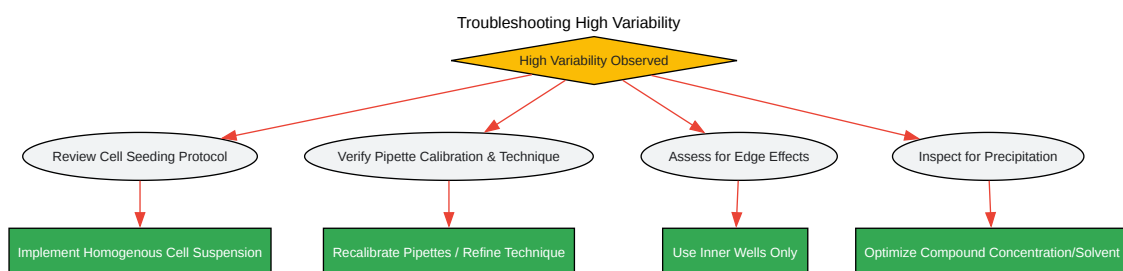 Troubleshooting High Variability
High Variability Observed
Review Cell Seeding Protocol
Verify Pipette Calibration & Technique
Assess for Edge Effects
Inspect for Precipitation
Implement Homogenous Cell Suspension
Recalibrate Pipettes / Refine Technique
Use Inner Wells Only
Optimize Compound Concentration/Solvent